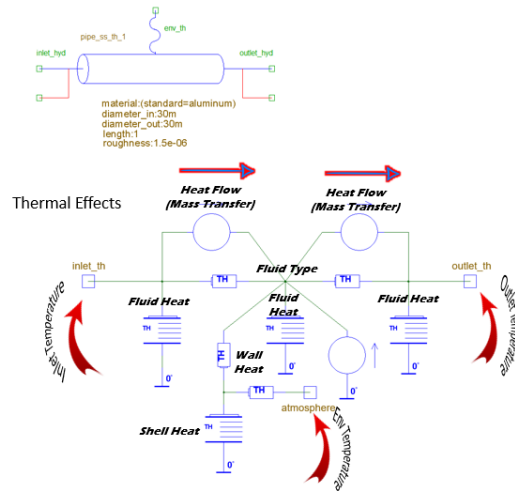 env_th
pipe_ss_th_1
inlet_hyd
outlet_hyd
material:(standard=aluminum)
diameter_in:30m
diameter_out:30m
length:1
roughness:1.5e-06
Heat Flow
(Mass Transfer)
Heat Flow
(Mass Transfer)
Thermal Effects
inlet_th
Fluid Type
outlet_th
TH
TH
Fluid Heat
Fluid
Heat
Fluid Heat
TH
TH
TH
Inlet Temperature
Outlet Temperature
Wall
Heat
TH
0°
0°
0°
0°
TH
atmosphere
Shell Heat
TH
Env Temperature
0°